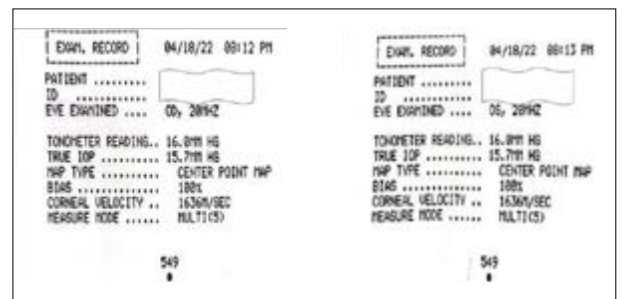 EXAM. RECORD 04/18/22 08:12 PM
PATIENT .........
ID ............
EYE EXAMINED .... OD, 20MHZ
TONOMETER READING.. 16.0MM HG
TRUE IOP .......... 15.7MM HG
MAP TYPE .......... CENTER POINT MAP
BIAS ............. 100%
CORNEAL VELOCITY .. 1636M/SEC
MEASURE MODE ...... MULTI(5)
549
EXAM. RECORD 04/18/22 08:13 PM
PATIENT .........
ID ............
EYE EXAMINED .... OS, 20MHZ
TONOMETER READING.. 16.0MM HG
TRUE IOP .......... 15.7MM HG
MAP TYPE .......... CENTER POINT MAP
BIAS ............. 100%
CORNEAL VELOCITY .. 1636M/SEC
MEASURE MODE ...... MULTI(5)
549